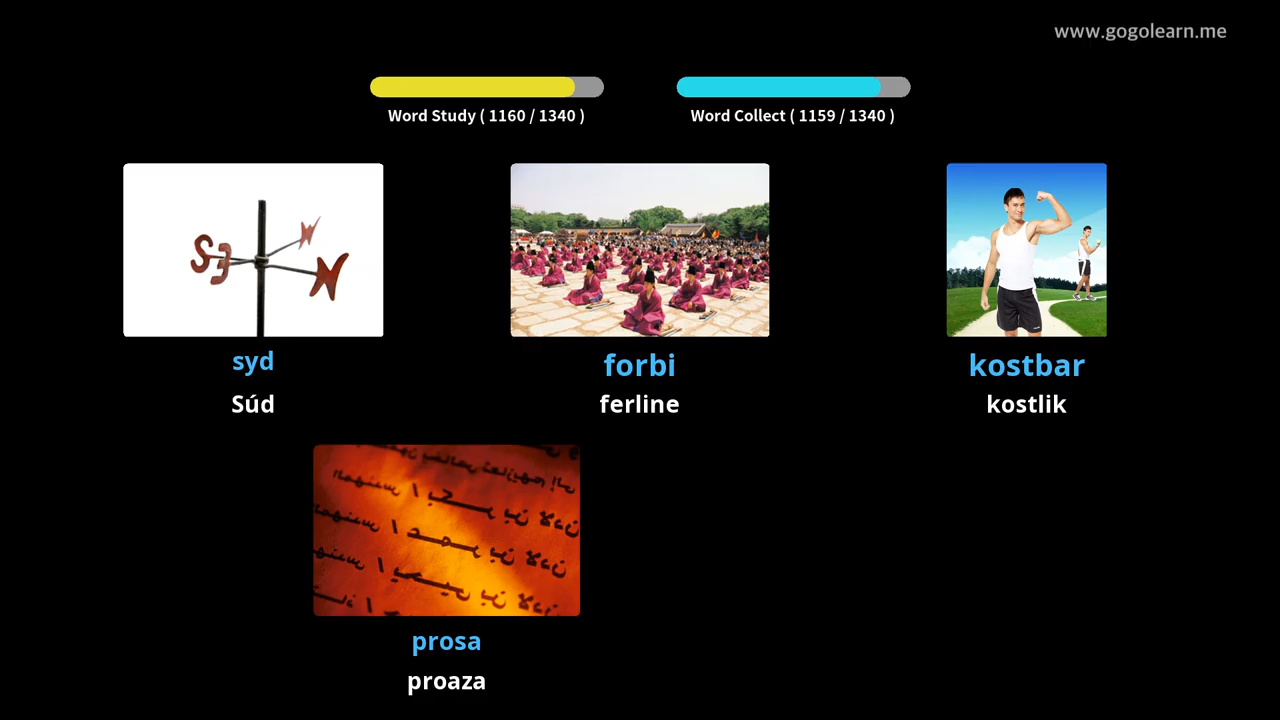 www.gogolearn.me
Word Study ( 1160 / 1340 )
Word Collect ( 1159 / 1340 )
S E N N
syd
forbi
kostbar
Súd
ferline
kostlik
prosa
proaza